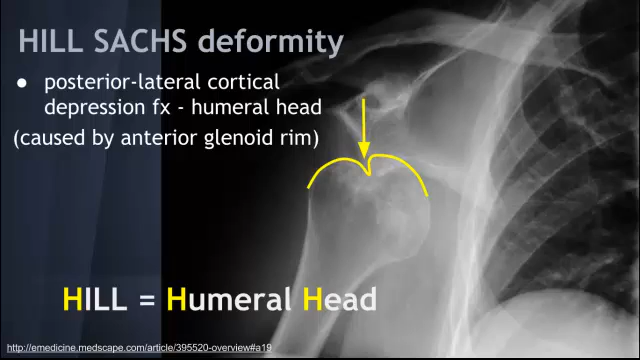 HILL SACHS deformity
● posterior-lateral cortical
depression fx - humeral head
(caused by anterior glenoid rim)
HILL = Humeral Head
http://emedicine.medscape.com/article/395520-overview#a19